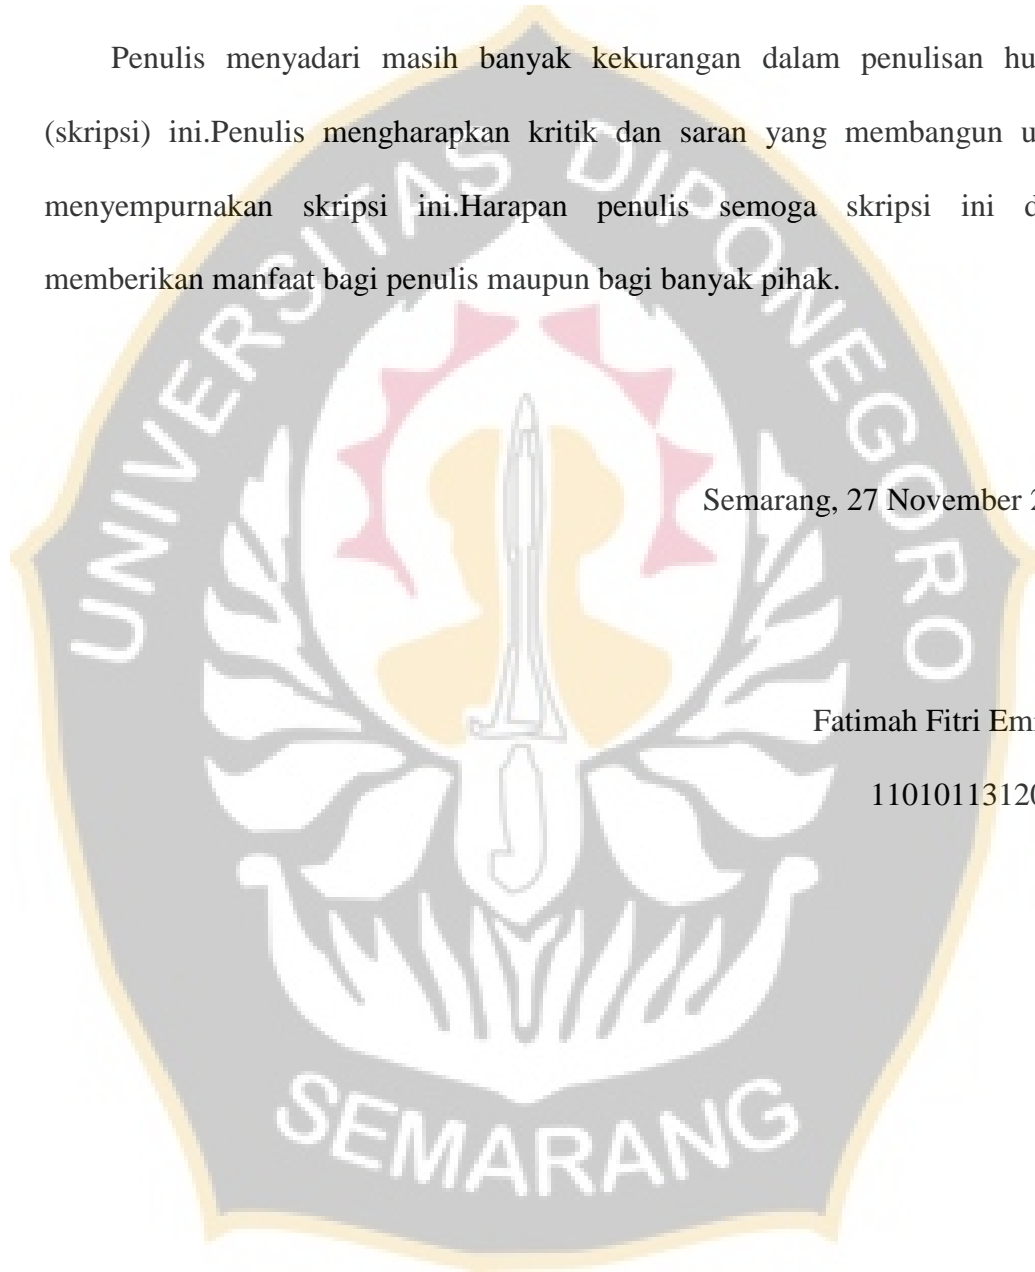 Penulis menyadari masih banyak kekurangan dalam penulisan hu
(skripsi) ini.Penulis mengharapkan kritik dan saran yang membangun u
menyempurnakan skripsi ini.Harapan penulis semoga skripsi ini d
memberikan manfaat bagi penulis maupun bagi banyak pihak.
Semarang, 27 November 2
Fatimah Fitri
11010113120
UNIVERSITAS DIPONEGORO
SEMARANG